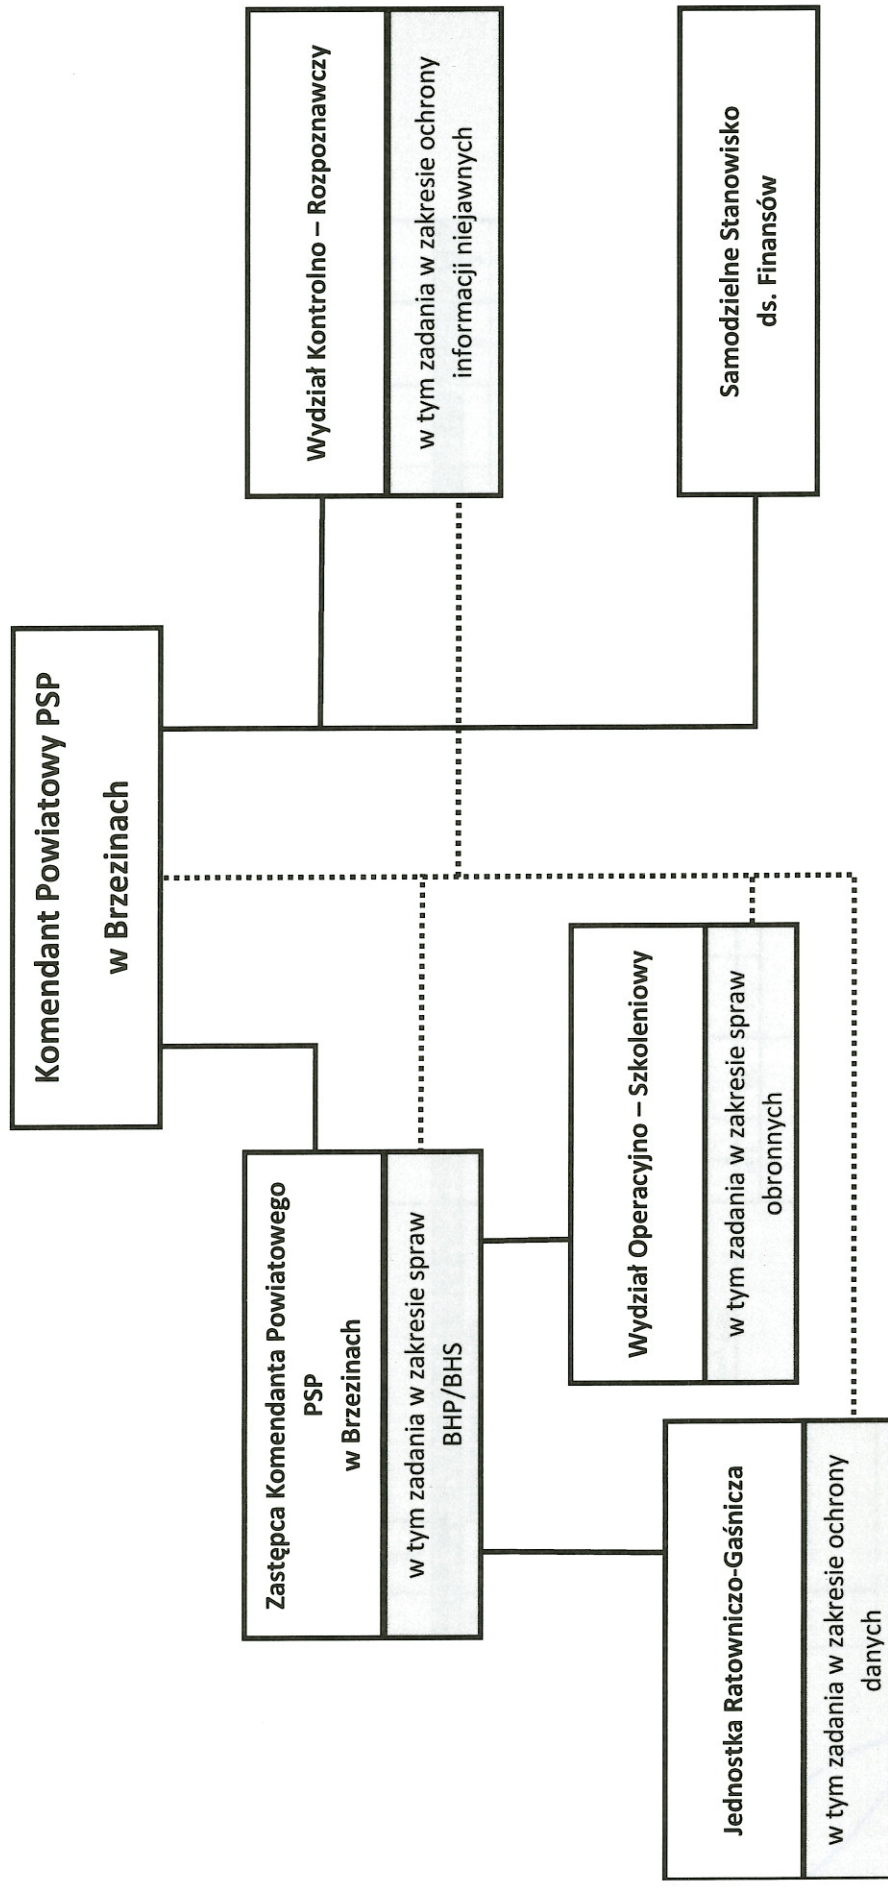 Komendant Powiatowy PSP
w Brzezinach
Zastępca Komendanta Powiatowego
PSP
w Brzezinach
w tym zadania w zakresie spraw
BHP/BHS
Wydział Kontrolno – Rozpoznawczy
w tym zadania w zakresie ochrony
informacji niejawnych
Wydział Operacyjno – Szkoleniowy
w tym zadania w zakresie spraw
obronnych
Jednostka Ratowniczo-Gaśnicza
w tym zadania w zakresie ochrony
danych
Samodzielne Stanowisko
ds. Finansów